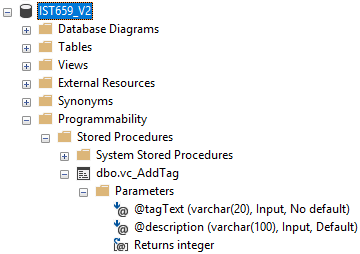 IST659_V2
Database Diagrams
Tables
Views
External Resources
Synonyms
Programmability
Stored Procedures
System Stored Procedures
dbo.vc_AddTag
Parameters
@tagText (varchar(20), Input, No default)
@description (varchar(100), Input, Default)
Returns integer